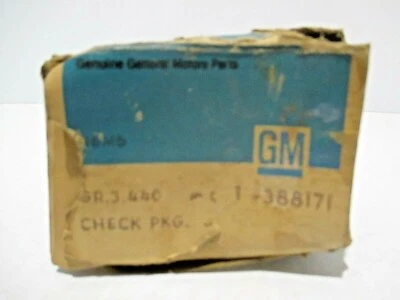 Genuine General Motors Parts
GM
GR.3.440 1 388171
CHECK PKG.